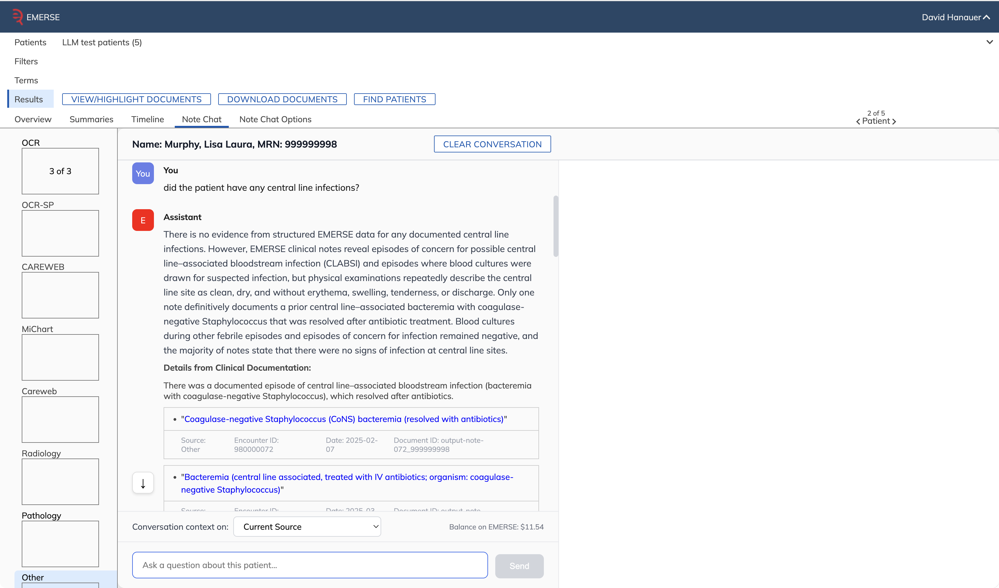 EMERSE
David Hanauer
Patients
LLM test patients (5)
Filters
Terms
Results
VIEW/HIGHLIGHT DOCUMENTS
DOWNLOAD DOCUMENTS
FIND PATIENTS
Overview
Summaries
Timeline
Note Chat
Note Chat Options
2 of 5
Patient
OCR
3 of 3
OCR-SP
CAREWEB
MiChart
Careweb
Radiology
Pathology
Other
Name: Murphy, Lisa Laura, MRN: 999999998
CLEAR CONVERSATION
You
You
did the patient have any central line infections?
E
Assistant
There is no evidence from structured EMERSE data for any documented central line
infections. However, EMERSE clinical notes reveal episodes of concern for possible central
line–associated bloodstream infection (CLABSI) and episodes where blood cultures were
drawn for suspected infection, but physical examinations repeatedly describe the central
line site as clean, dry, and without erythema, swelling, tenderness, or discharge. Only one
note definitively documents a prior central line–associated bacteremia with coagulase-
negative Staphylococcus that was resolved after antibiotic treatment. Blood cultures
during other febrile episodes and episodes of concern for infection remained negative, and
the majority of notes state that there were no signs of infection at central line sites.
Details from Clinical Documentation:
There was a documented episode of central line–associated bloodstream infection (bacteremia
with coagulase-negative Staphylococcus), which resolved after antibiotics.
• "Coagulase-negative Staphylococcus (CoNS) bacteremia (resolved with antibiotics)"
Source:
Other
Encounter ID:
980000072
Date: 2025-02-
07
Document ID: output-note-
072_999999998
• "Bacteremia (central line associated, treated with IV antibiotics; organism: coagulase-
negative Staphylococcus)"
Source:
Encounter ID:
Date: 2025-03
Document ID: output-note-
Conversation context on:
Current Source
Balance on EMERSE: $11.54
Ask a question about this patient...
Send